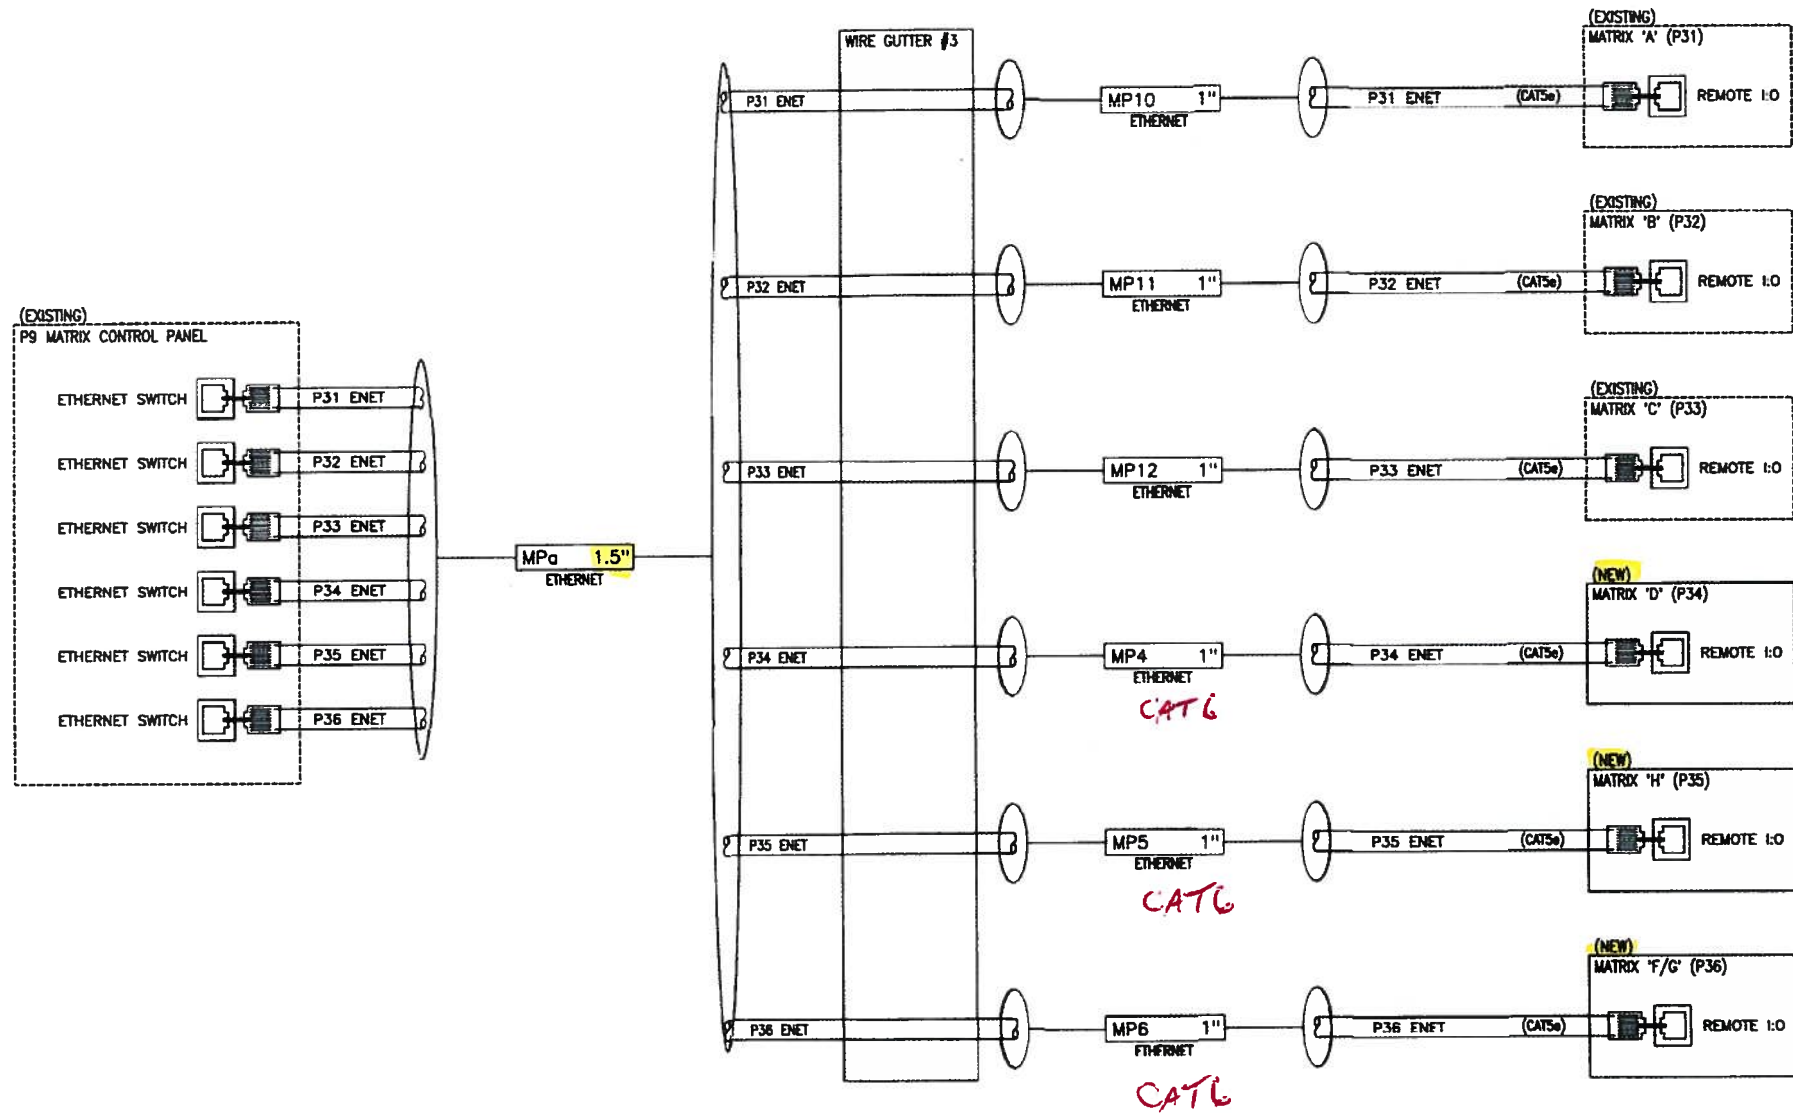 (EXISTING)
P9 MATRIX CONTROL PANEL
ETHERNET SWITCH P31 ENET
ETHERNET SWITCH P32 ENET
ETHERNET SWITCH P33 ENET
ETHERNET SWITCH P34 ENET
ETHERNET SWITCH P35 ENET
ETHERNET SWITCH P36 ENET
MPa 1.5"
ETHERNET
WIRE GUTTER #3
(EXISTING)
MATRIX 'A' (P31)
P31 ENET
MP10 1"
ETHERNET
P31 ENET (CAT5e)
REMOTE I:O
(EXISTING)
MATRIX 'B' (P32)
P32 ENET
MP11 1"
ETHERNET
P32 ENET (CAT5e)
REMOTE I:O
(EXISTING)
MATRIX 'C' (P33)
P33 ENET
MP12 1"
ETHERNET
P33 ENET (CAT5e)
REMOTE I:O
(NEW)
MATRIX 'D' (P34)
P34 ENET
MP4 1"
ETHERNET
CAT6
P34 ENET (CAT5e)
REMOTE I:O
(NEW)
MATRIX 'H' (P35)
P35 ENET
MP5 1"
ETHERNET
CAT6
P35 ENET (CAT5e)
REMOTE I:O
(NEW)
MATRIX 'F/G' (P36)
P36 ENET
MP6 1"
ETHERNET
CAT6
P36 ENET (CAT5e)
REMOTE I:O